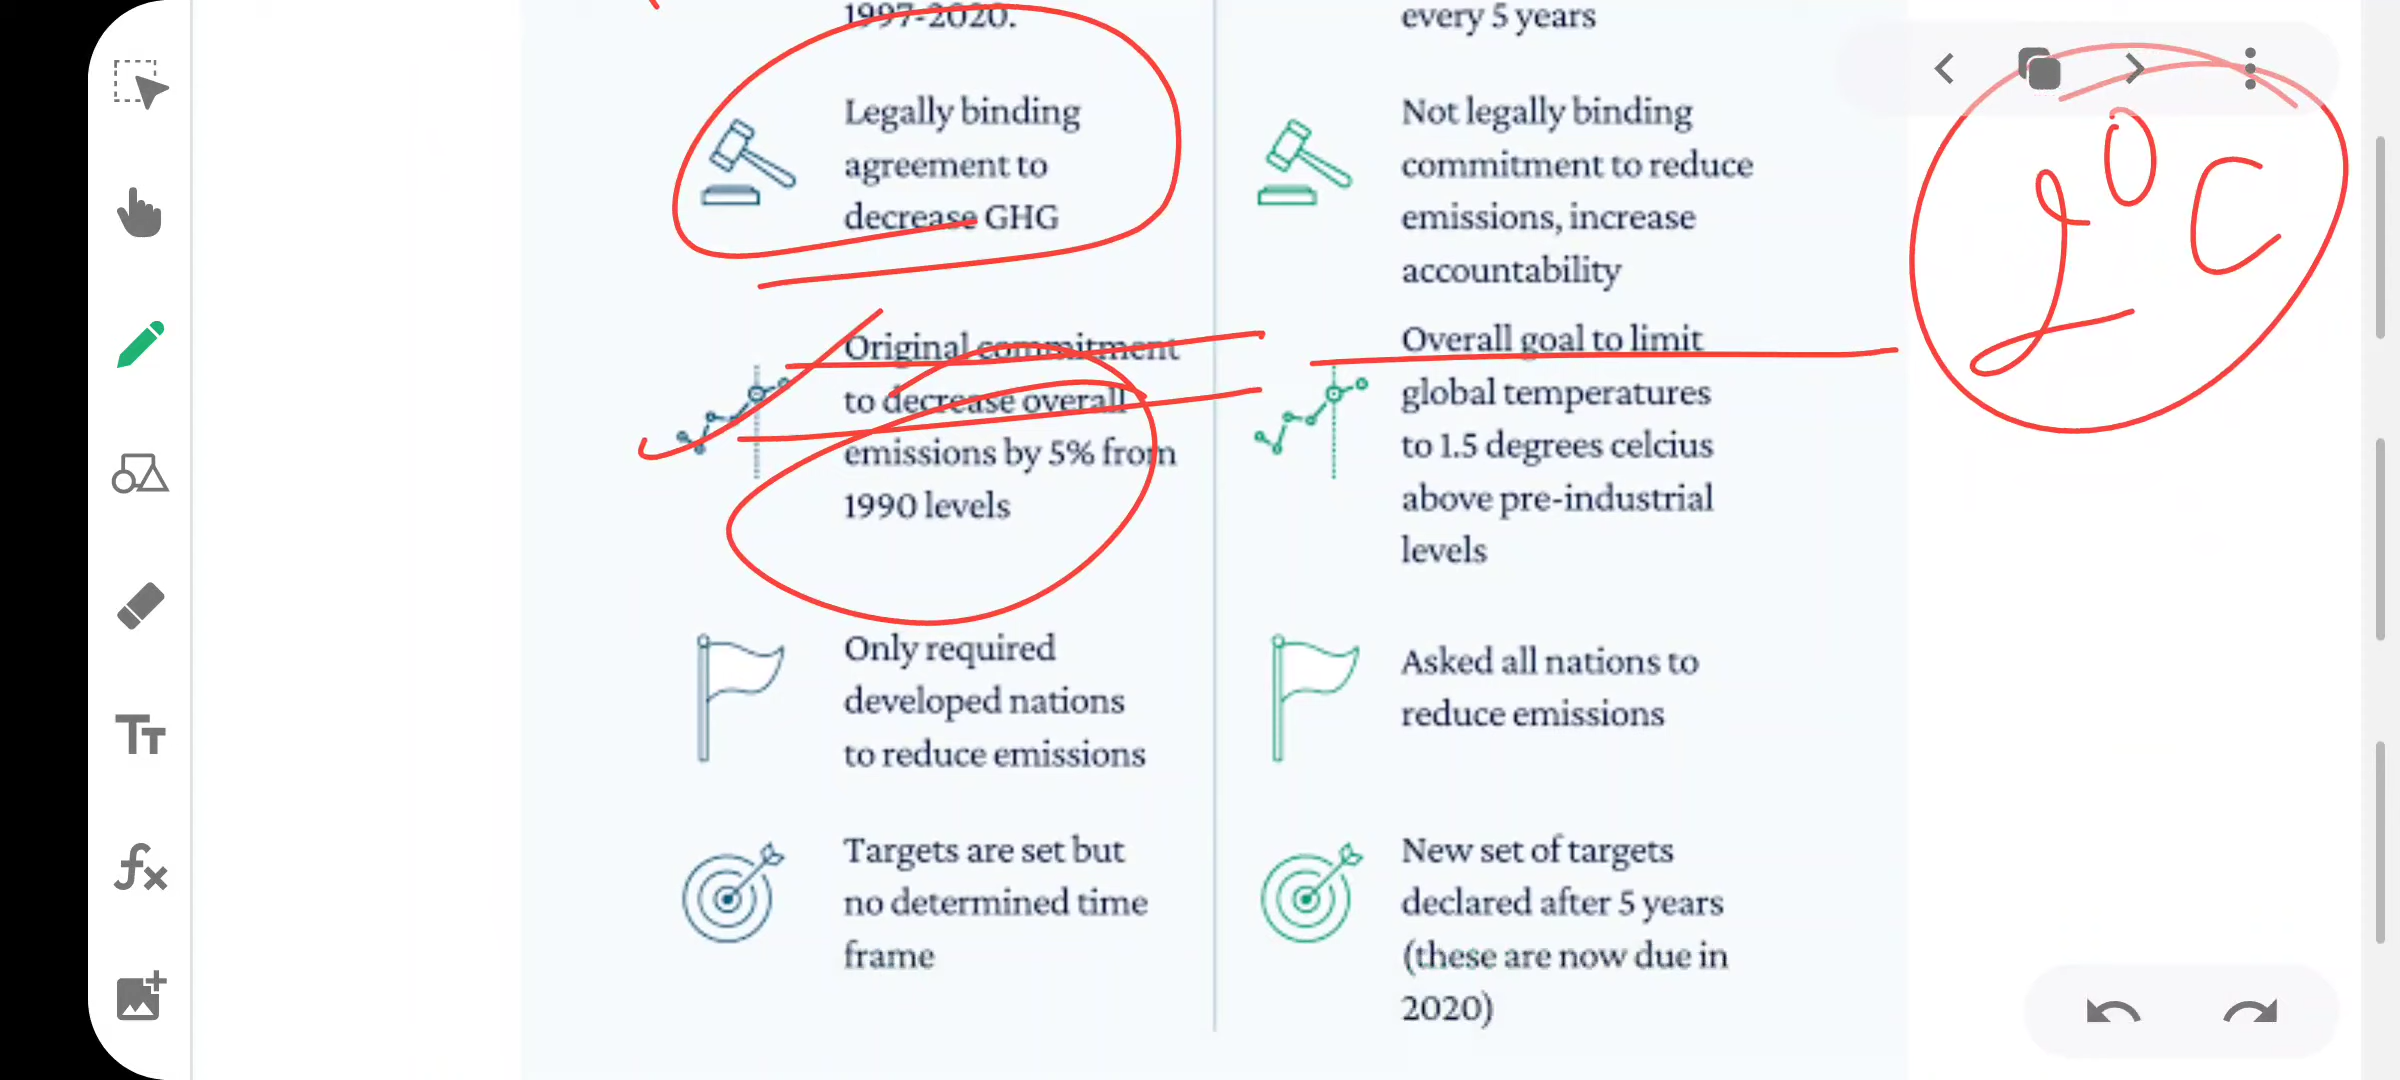 1997-2020.
Legally binding
agreement to
decrease GHG
Original commitment
to decrease overall
emissions by 5% from
1990 levels
Only required
developed nations
to reduce emissions
Targets are set but
no determined time
frame
every 5 years
Not legally binding
commitment to reduce
emissions, increase
accountability
Overall goal to limit
global temperatures
to 1.5 degrees celcius
above pre-industrial
levels
Asked all nations to
reduce emissions
New set of targets
declared after 5 years
(these are now due in
2020)
2°C
TT
fx